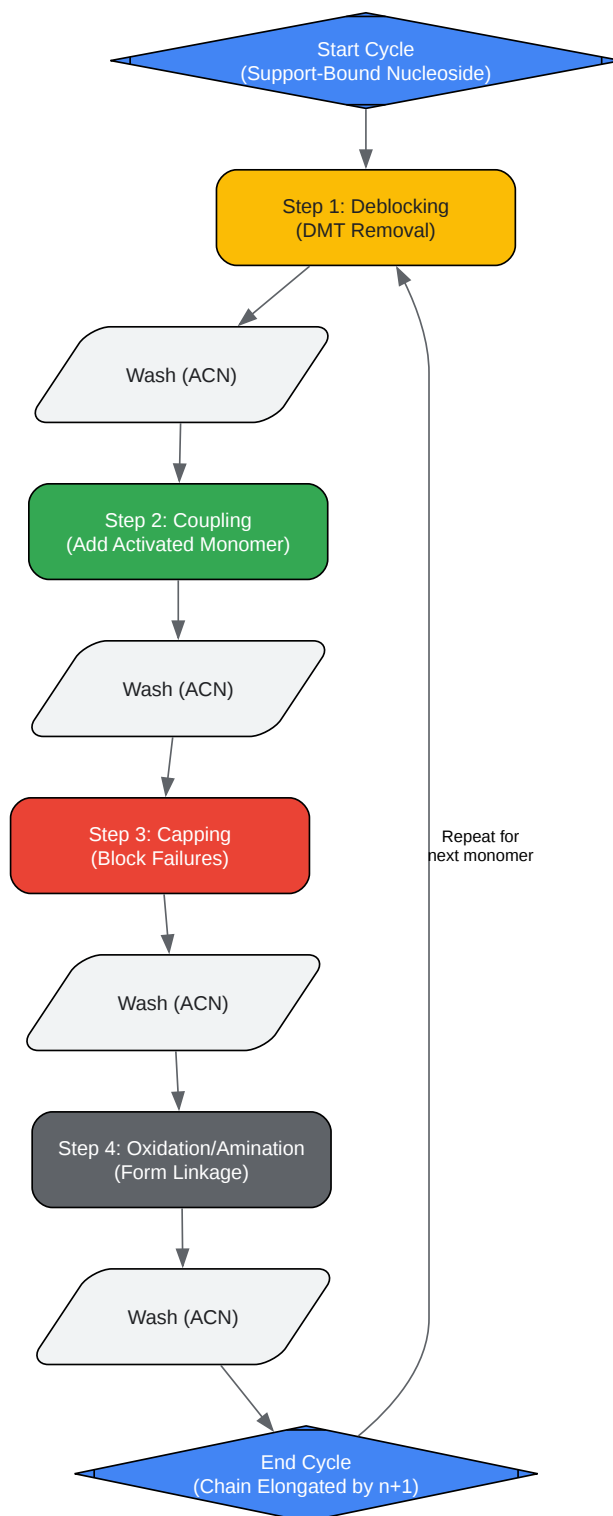 Start Cycle
(Support-Bound Nucleoside)
Step 1: Deblocking
(DMT Removal)
Wash (ACN)
Step 2: Coupling
(Add Activated Monomer)
Wash (ACN)
Step 3: Capping
(Block Failures)
Repeat for
next monomer
Wash (ACN)
Step 4: Oxidation/Amination
(Form Linkage)
Wash (ACN)
End Cycle
(Chain Elongated by n+1)